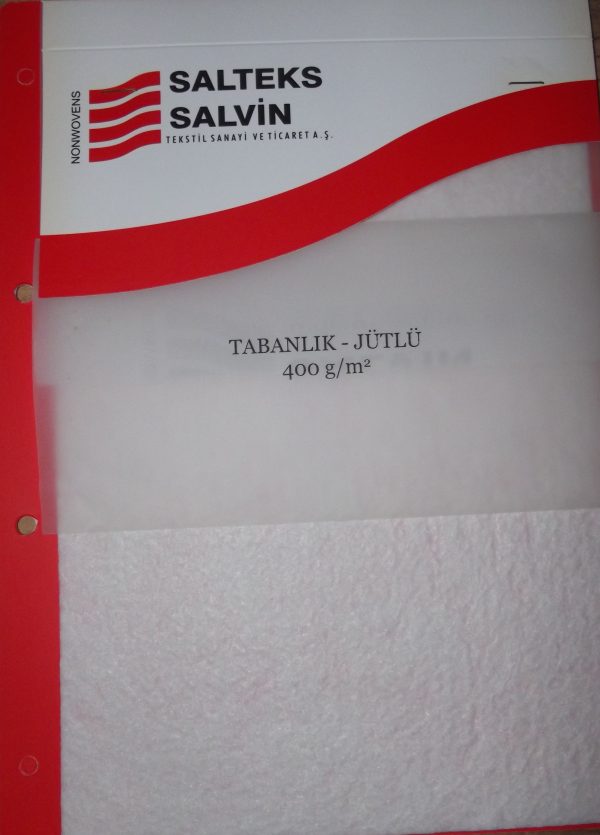 NONWOVENS
SALTEKS
SALVİN
TEKSTİL SANAYİ VE TİCARET A.Ş.
TABANLIK - JÜTLÜ
400 g/m²